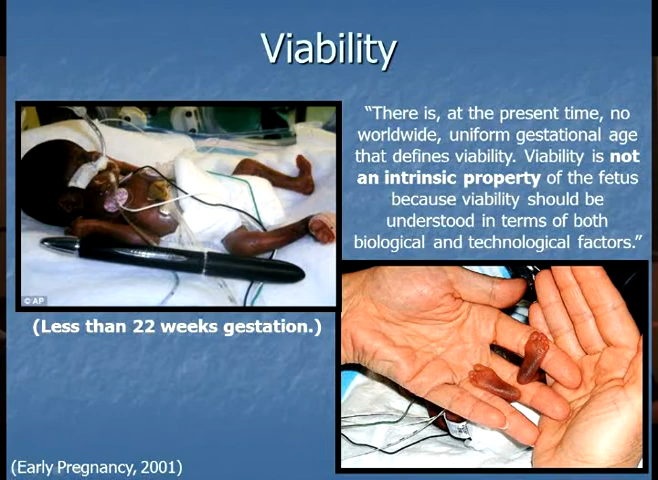 Viability
“There is, at the present time, no
worldwide, uniform gestational age
that defines viability. Viability is not
an intrinsic property of the fetus
because viability should be
understood in terms of both
biological and technological factors.”
© AP
(Less than 22 weeks gestation.)
(Early Pregnancy, 2001)